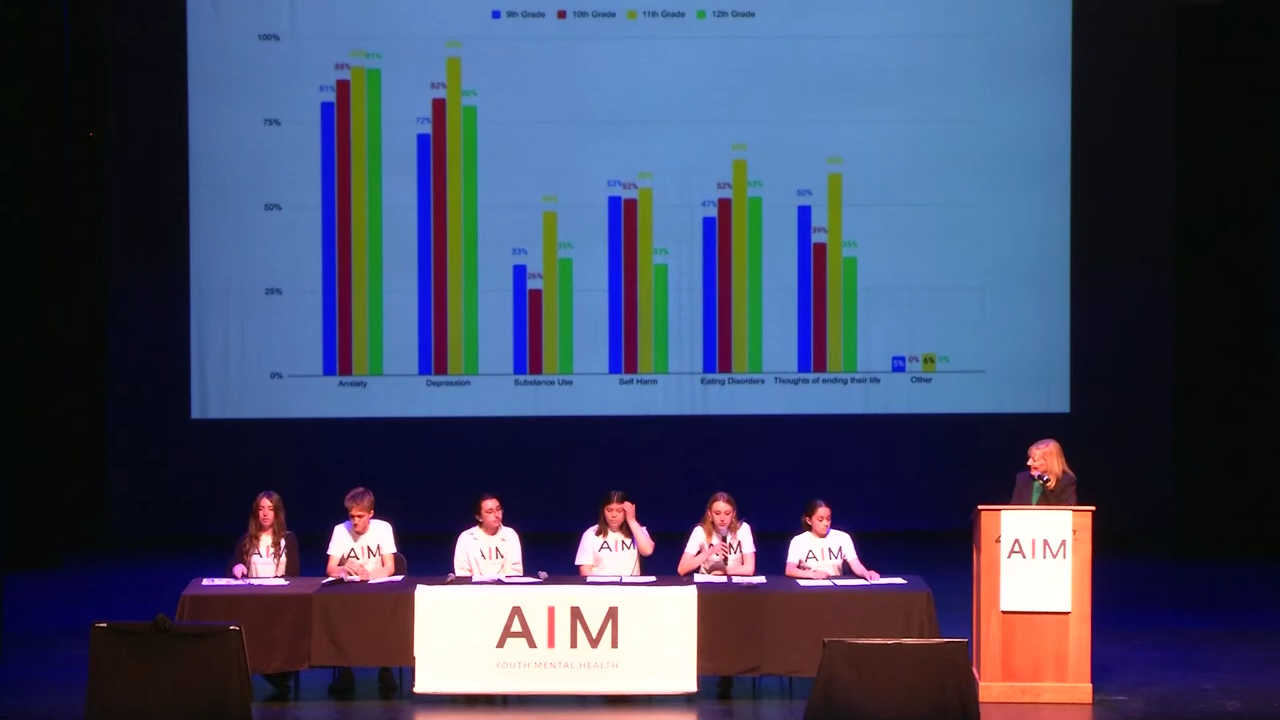 9th Grade 10th Grade 11th Grade 12th Grade
100%
75%
50%
25%
0%
81% 88% 91%
72% 82%
33% 26% 35%
53% 52% 33%
47% 52% 53%
50% 39% 35%
5% 0% 6% 0%
Anxiety Depression Substance Use Self Harm Eating Disorders Thoughts of ending their life Other
AIM
AIM
AIM
AIM
AIM
AIM
AIM
AIM
YOUTH MENTAL HEALTH